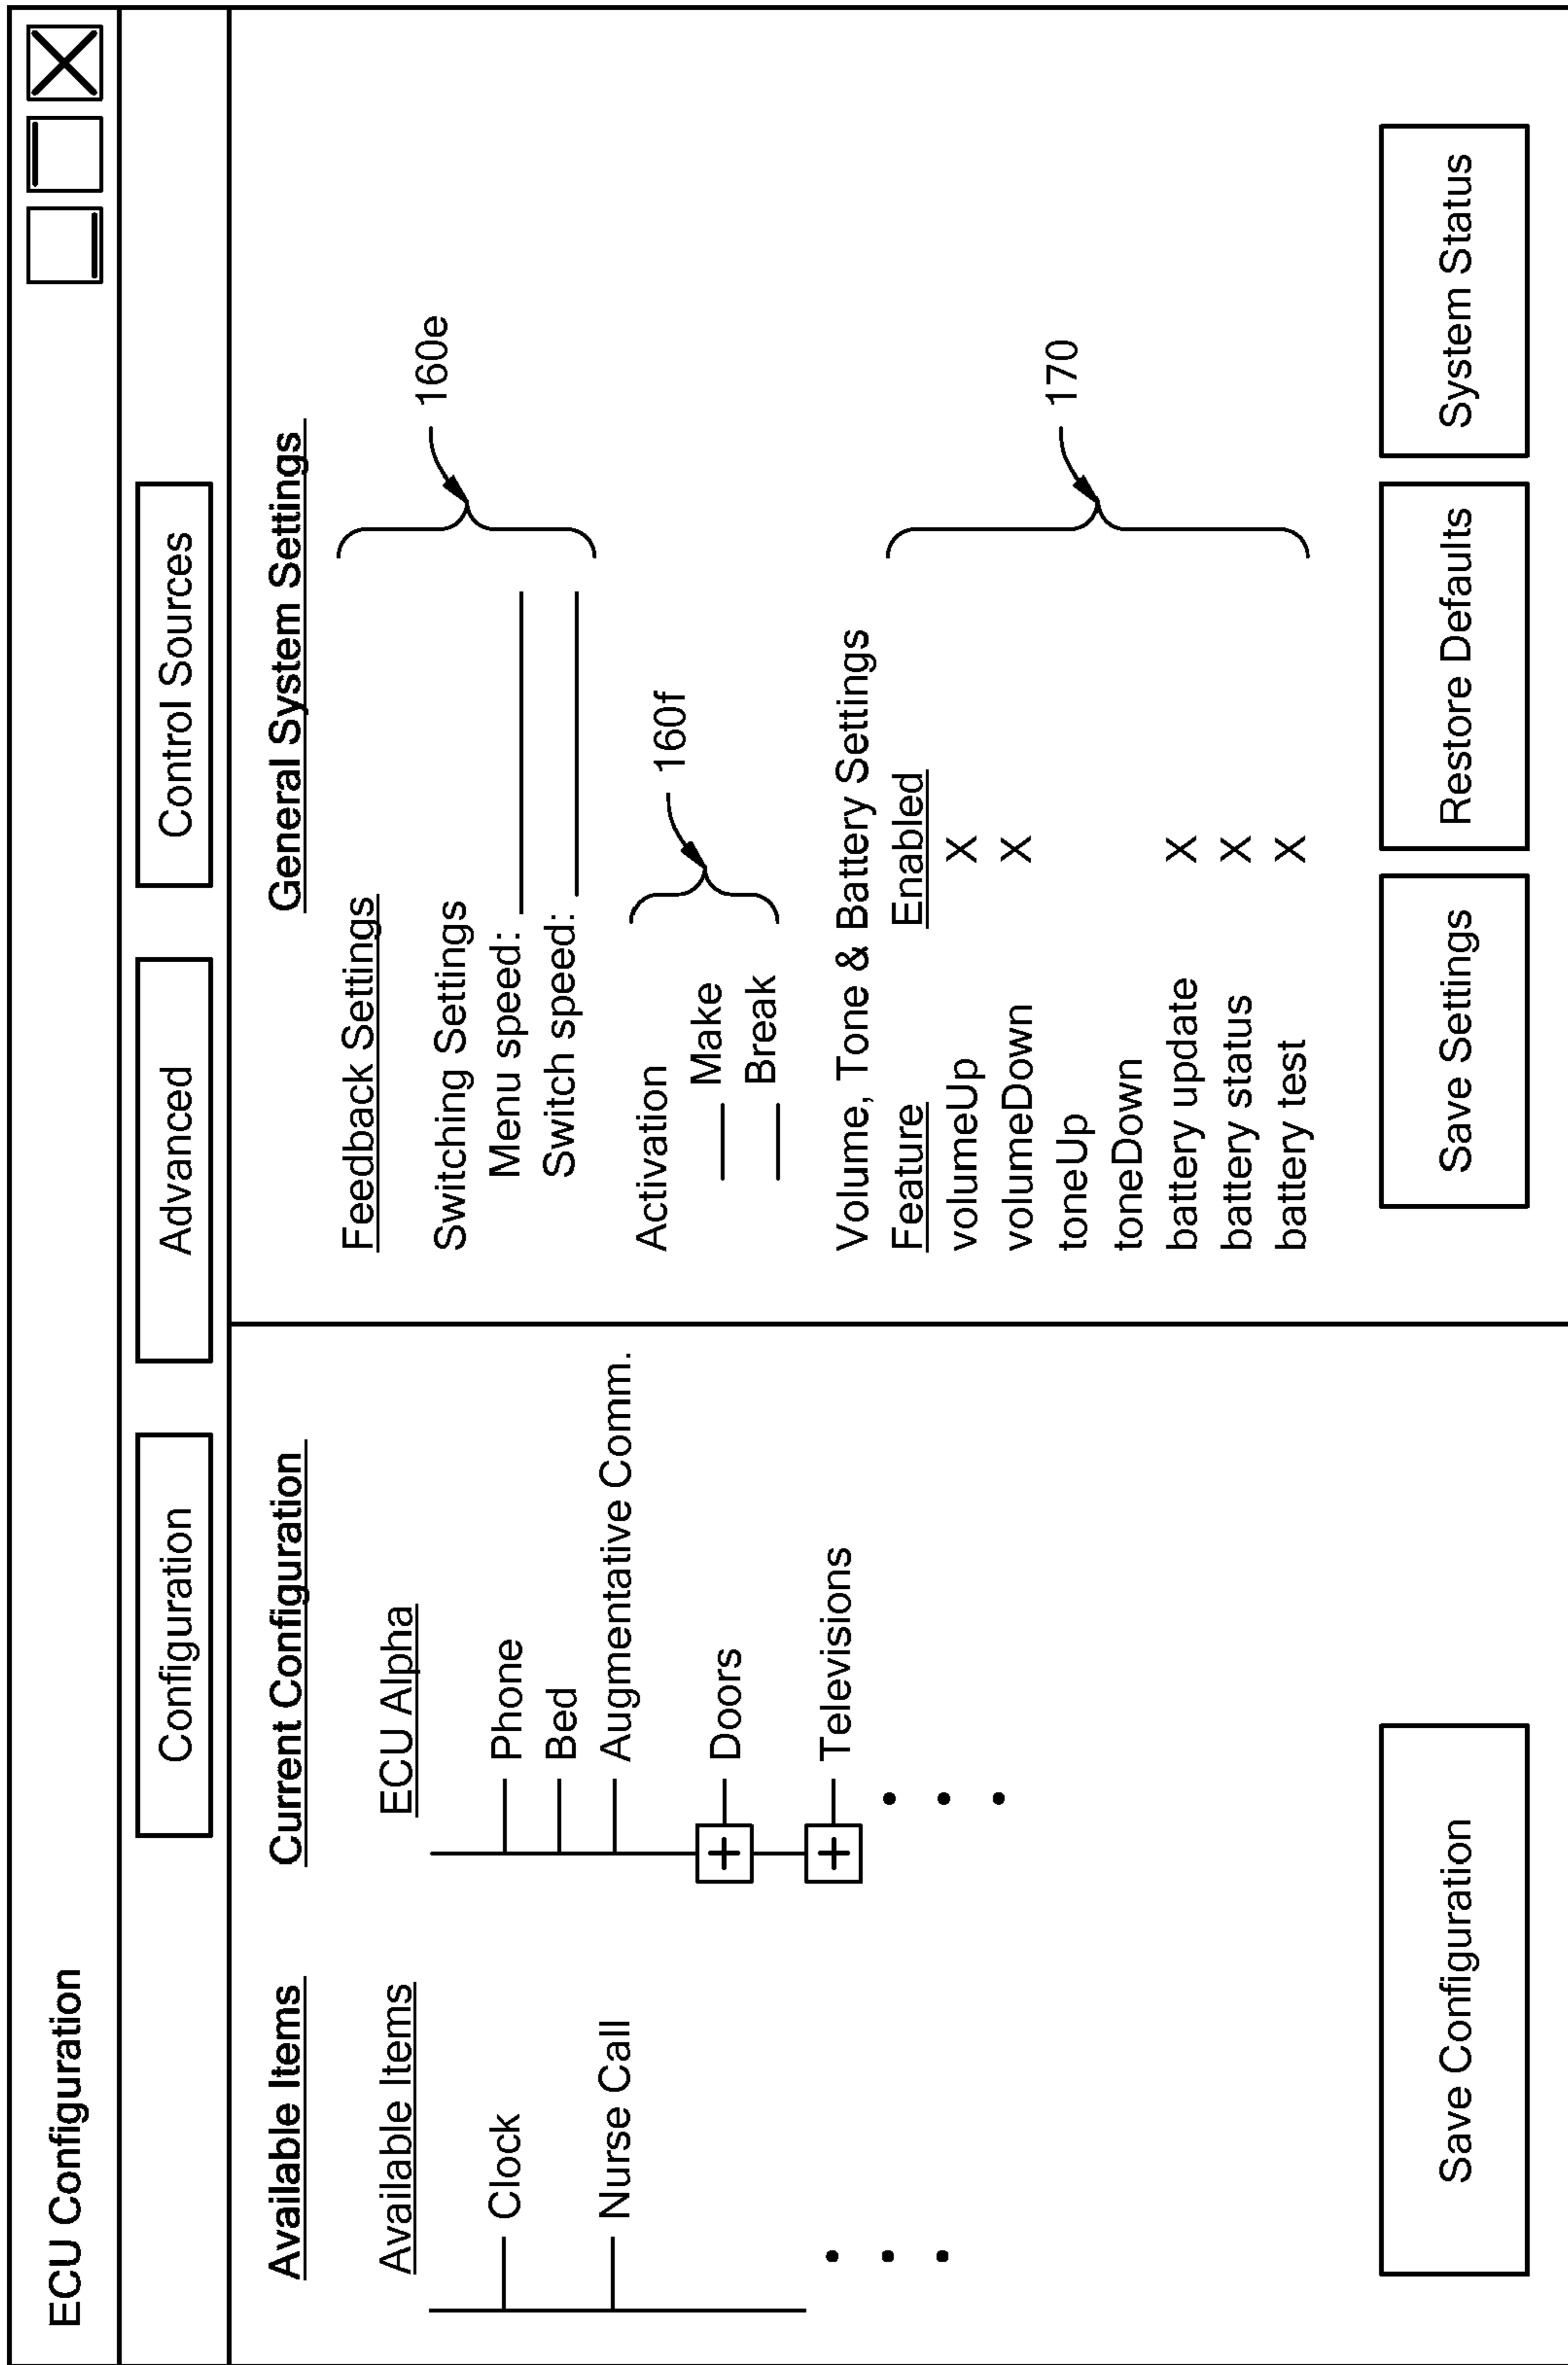 ECU Configuration
Configuration
Advanced
Control Sources
Available Items
Available Items
Clock
Nurse Call
Current Configuration
ECU Alpha
Phone
Bed
Augmentative Comm.
+ Doors
+ Televisions
Save Configuration
General System Settings
Feedback Settings
Switching Settings
Menu speed:
Switch speed:
160e
Activation
Make
Break
160f
Volume, Tone & Battery Settings
Feature Enabled
volumeUp X
volumeDown X
toneUp
toneDown
battery update X
battery status X
battery test X
170
Save Settings
Restore Defaults
System Status